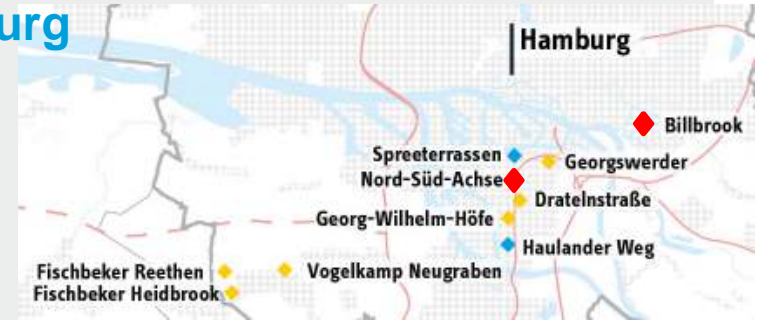 urg
Hamburg
Billbrook
Spreeterrassen
Georgswerder
Nord-Süd-Achse
Dratelnstraße
Georg-Wilhelm-Höfe
Haulander Weg
Fischbeker Reethen
Vogelkamp Neugraben
Fischbeker Heidbrook